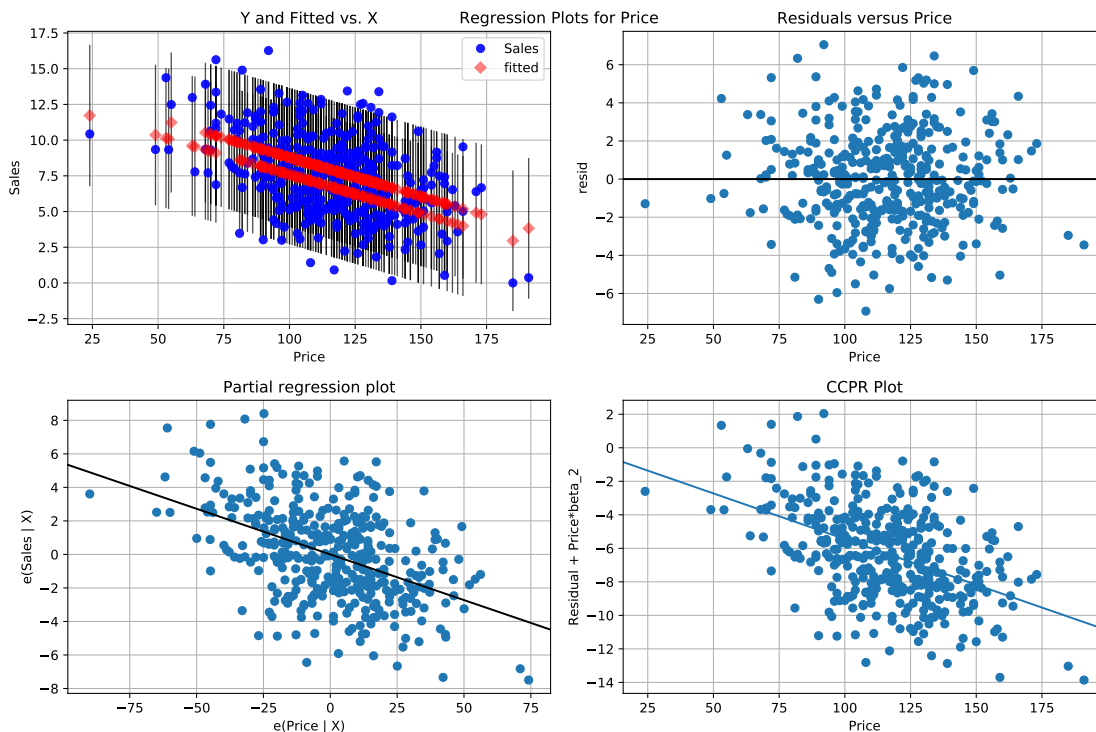 Regression Plots for Price
Y and Fitted vs. X
Sales
fitted
17.5
15.0
12.5
10.0
7.5
5.0
2.5
0.0
−2.5
Sales
25 50 75 100 125 150 175
Price
Residuals versus Price
6
4
2
0
−2
−4
−6
resid
25 50 75 100 125 150 175
Price
Partial regression plot
8
6
4
2
0
−2
−4
−6
−8
e(Sales | X)
−75 −50 −25 0 25 50 75
e(Price | X)
CCPR Plot
2
0
−2
−4
−6
−8
−10
−12
−14
Residual + Price*beta_2
25 50 75 100 125 150 175
Price